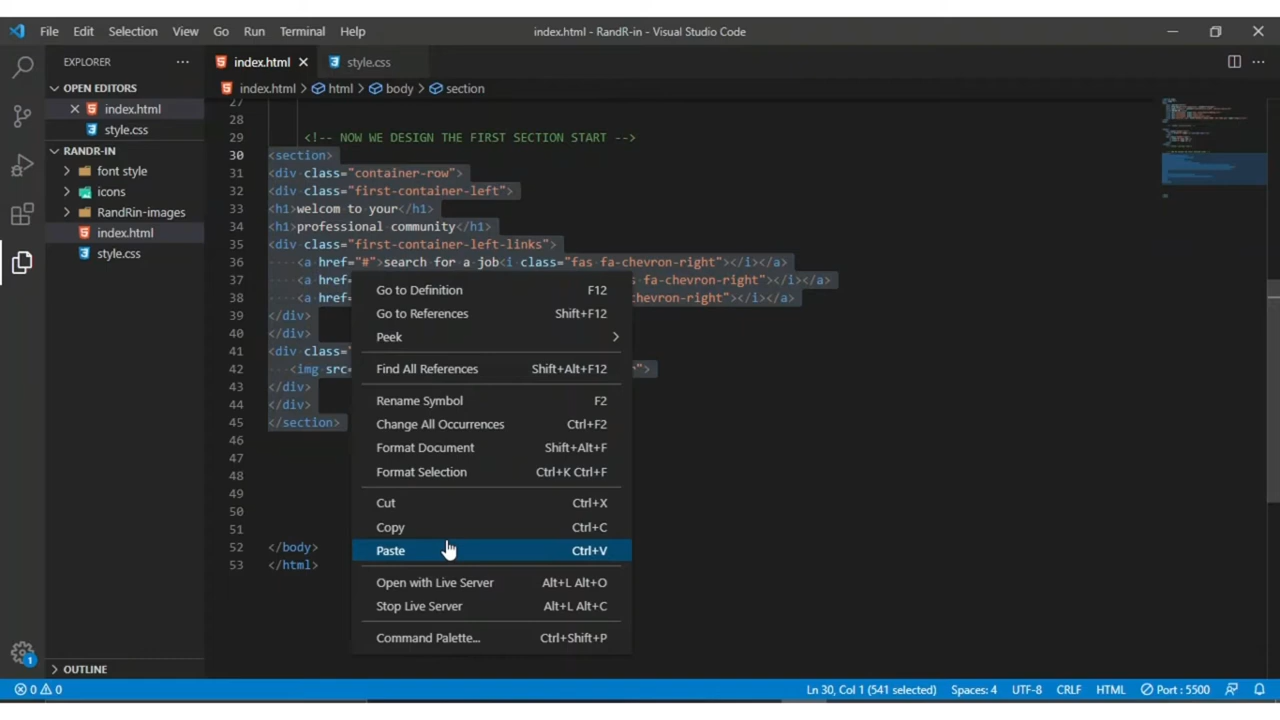 File Edit Selection View Go Run Terminal Help
index.html - RandR-in - Visual Studio Code
EXPLORER
index.html
style.css
OPEN EDITORS
index.html
style.css
RANDR-IN
font style
icons
RandRin-images
index.html
style.css
OUTLINE
1
index.html > html > body > section
27
28
29 <!-- NOW WE DESIGN THE FIRST SECTION START -->
30 <section>
31 <div class="container-row">
32 <div class="first-container-left">
33 <h1>welcom to your</h1>
34 <h1>professional community</h1>
35 <div class="first-container-left-links">
36 <a href="#">search for a job<i class="fas fa-chevron-right"></i></a>
37 <a href= s fa-chevron-right"></i></a>
38 <a href= chevron-right"></i></a>
39 </div>
40 </div>
41 <div class="
42 <img src= ">
43 </div>
44 </div>
45 </section>
46
47
48
49
50
51
52 </body>
53 </html>
Go to Definition F12
Go to References Shift+F12
Peek
Find All References Shift+Alt+F12
Rename Symbol F2
Change All Occurrences Ctrl+F2
Format Document Shift+Alt+F
Format Selection Ctrl+K Ctrl+F
Cut Ctrl+X
Copy Ctrl+C
Paste Ctrl+V
Open with Live Server Alt+L Alt+O
Stop Live Server Alt+L Alt+C
Command Palette... Ctrl+Shift+P
0 0
Ln 30, Col 1 (541 selected) Spaces: 4 UTF-8 CRLF HTML Port : 5500